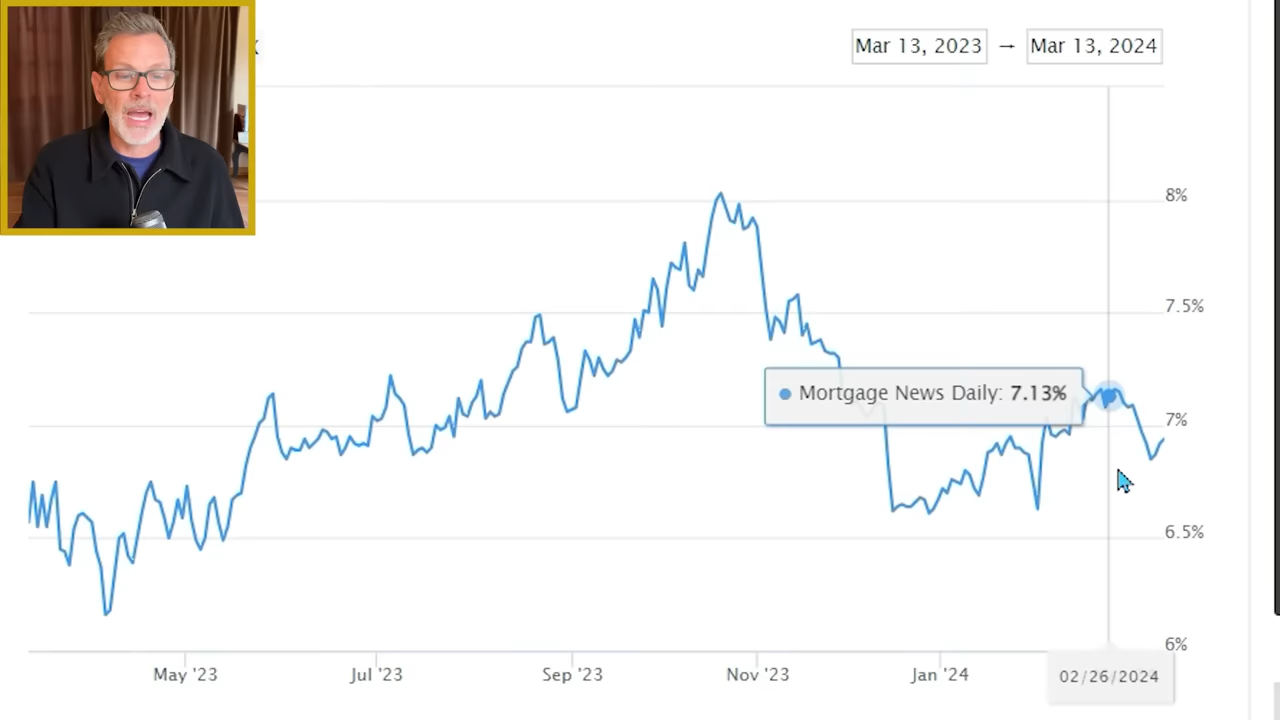 Mar 13, 2023 → Mar 13, 2024
8%
7.5%
Mortgage News Daily: 7.13%
7%
6.5%
6%
May '23 Jul '23 Sep '23 Nov '23 Jan '24 02/26/2024